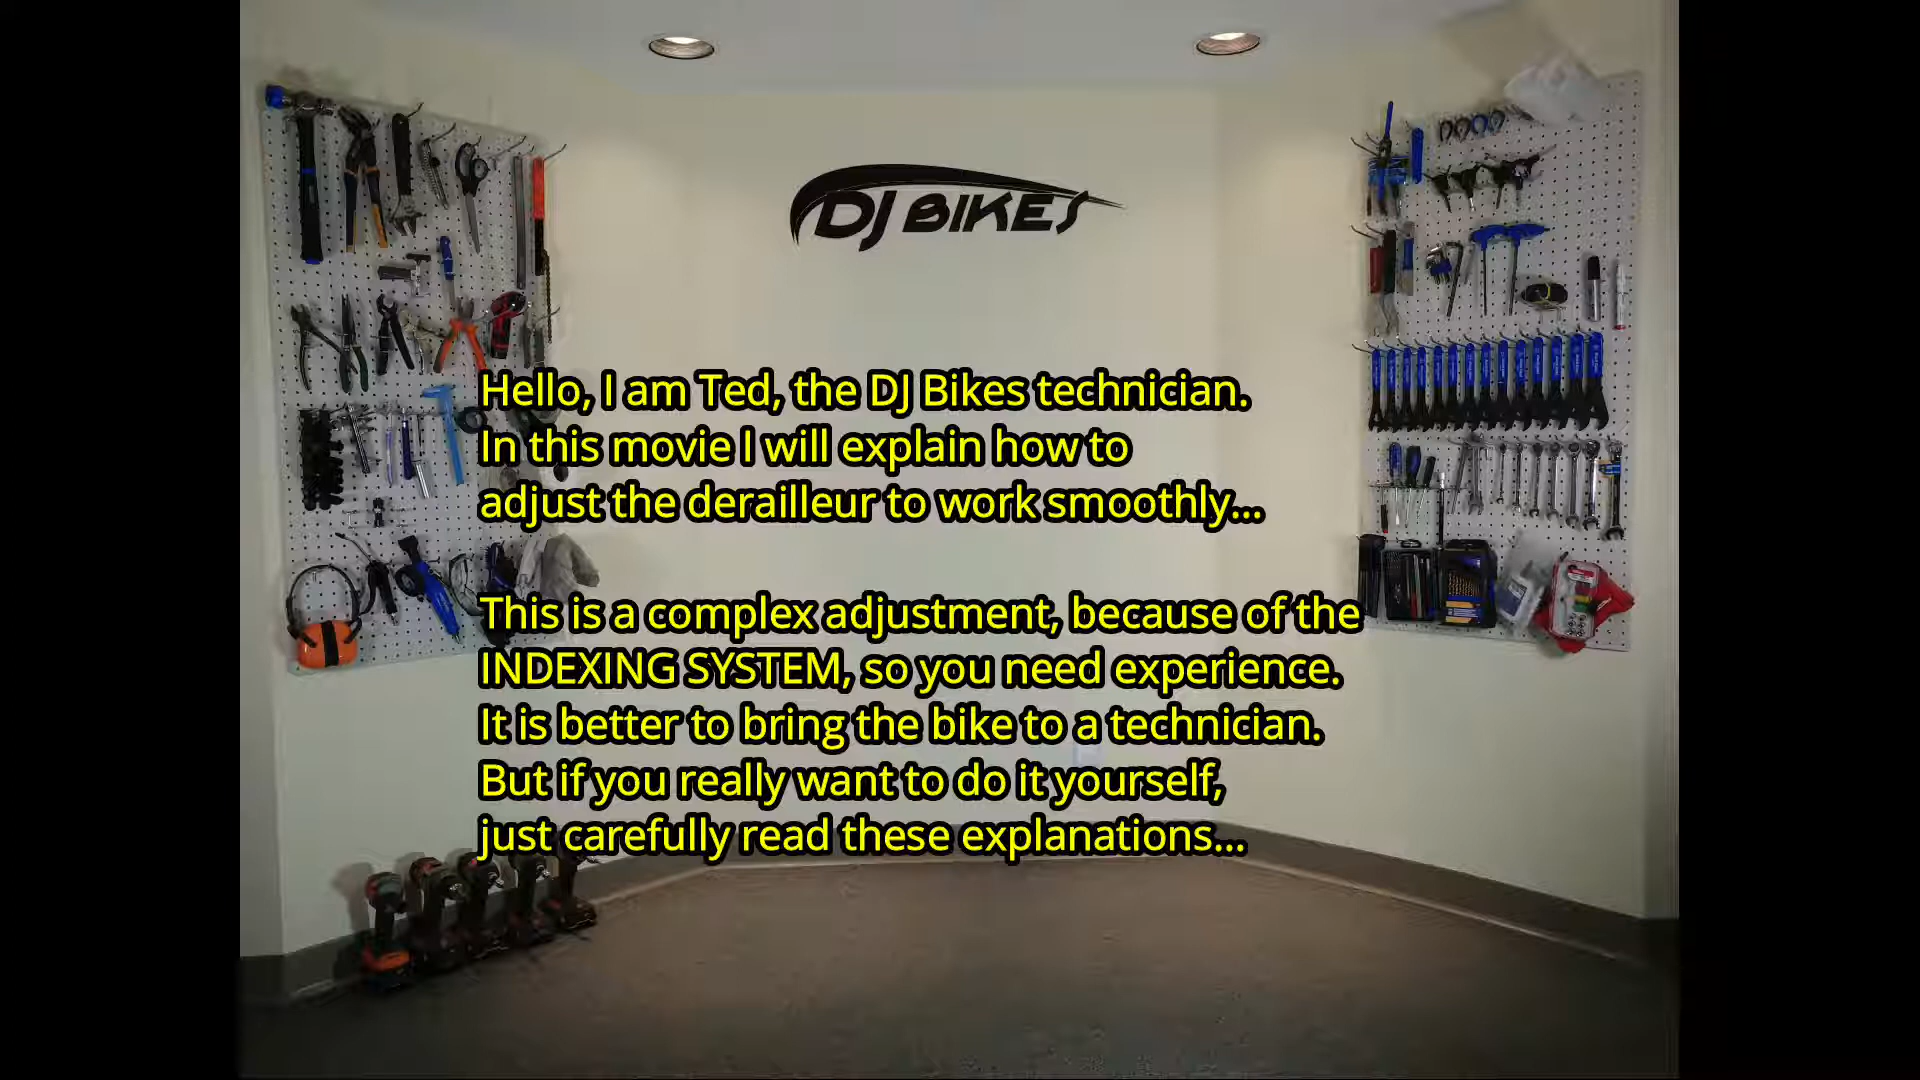 DJ BIKES
Hello, I am Ted, the DJ Bikes technician.
In this movie I will explain how to
adjust the derailleur to work smoothly...
This is a complex adjustment, because of the
INDEXING SYSTEM, so you need experience.
It is better to bring the bike to a technician.
But if you really want to do it yourself,
just carefully read these explanations...